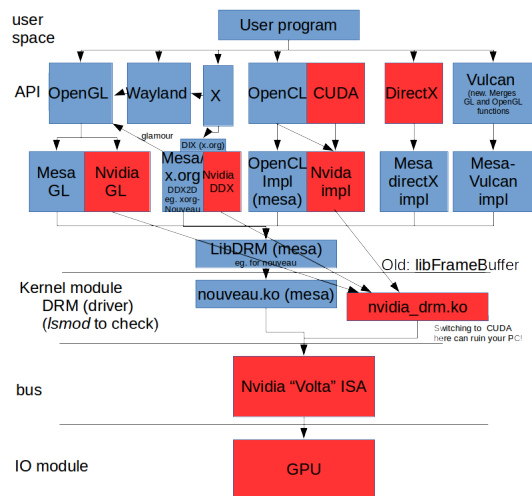 user
space
User program
API
OpenGL
Wayland
X
OpenCL
CUDA
DirectX
Vulcan
(new. Merges
GL and OpenGL
functions
glamour
DIX (x.org)
Mesa
GL
Nvidia
GL
Mesa/
x.org
DDX2D
eg. xorg-
Nouveau
Nvidia
DDX
OpenCL
Impl
(mesa)
Nvida
impl
Mesa
directX
impl
Mesa-
Vulcan
impl
LibDRM (mesa)
eg. for nouveau
Old: libFrameBuffer
Kernel module
DRM (driver)
(lsmod to check)
nouveau.ko (mesa)
nvidia_drm.ko
Switching to CUDA
here can ruin your PC!
bus
Nvidia “Volta” ISA
IO module
GPU